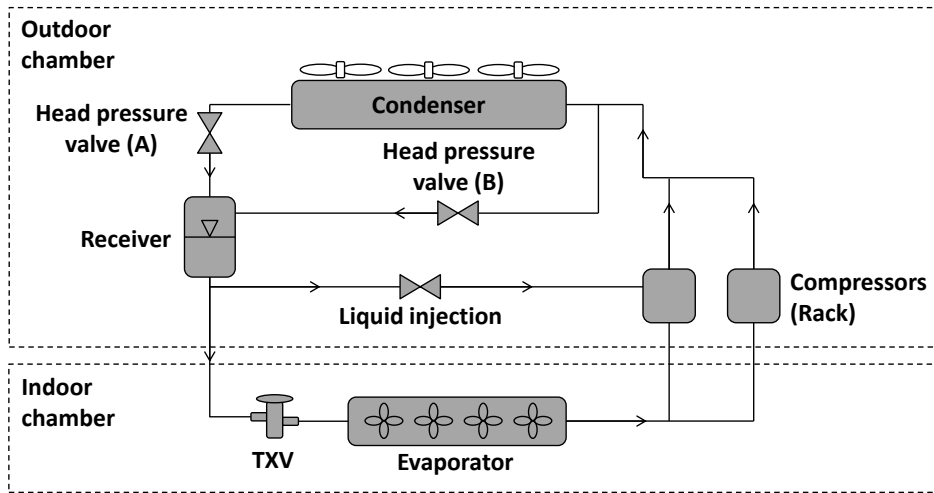 Outdoor
chamber
Condenser
Head pressure
valve (A)
Head pressure
valve (B)
Receiver
Compressors
(Rack)
Liquid injection
Indoor
chamber
TXV
Evaporator